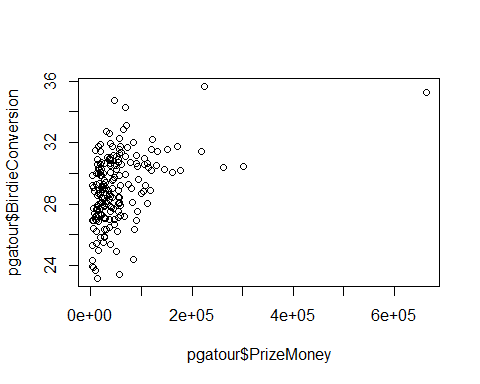 pgatour$BirdieConversion
36
32
28
24
0e+00 2e+05 4e+05 6e+05
pgatour$PrizeMoney